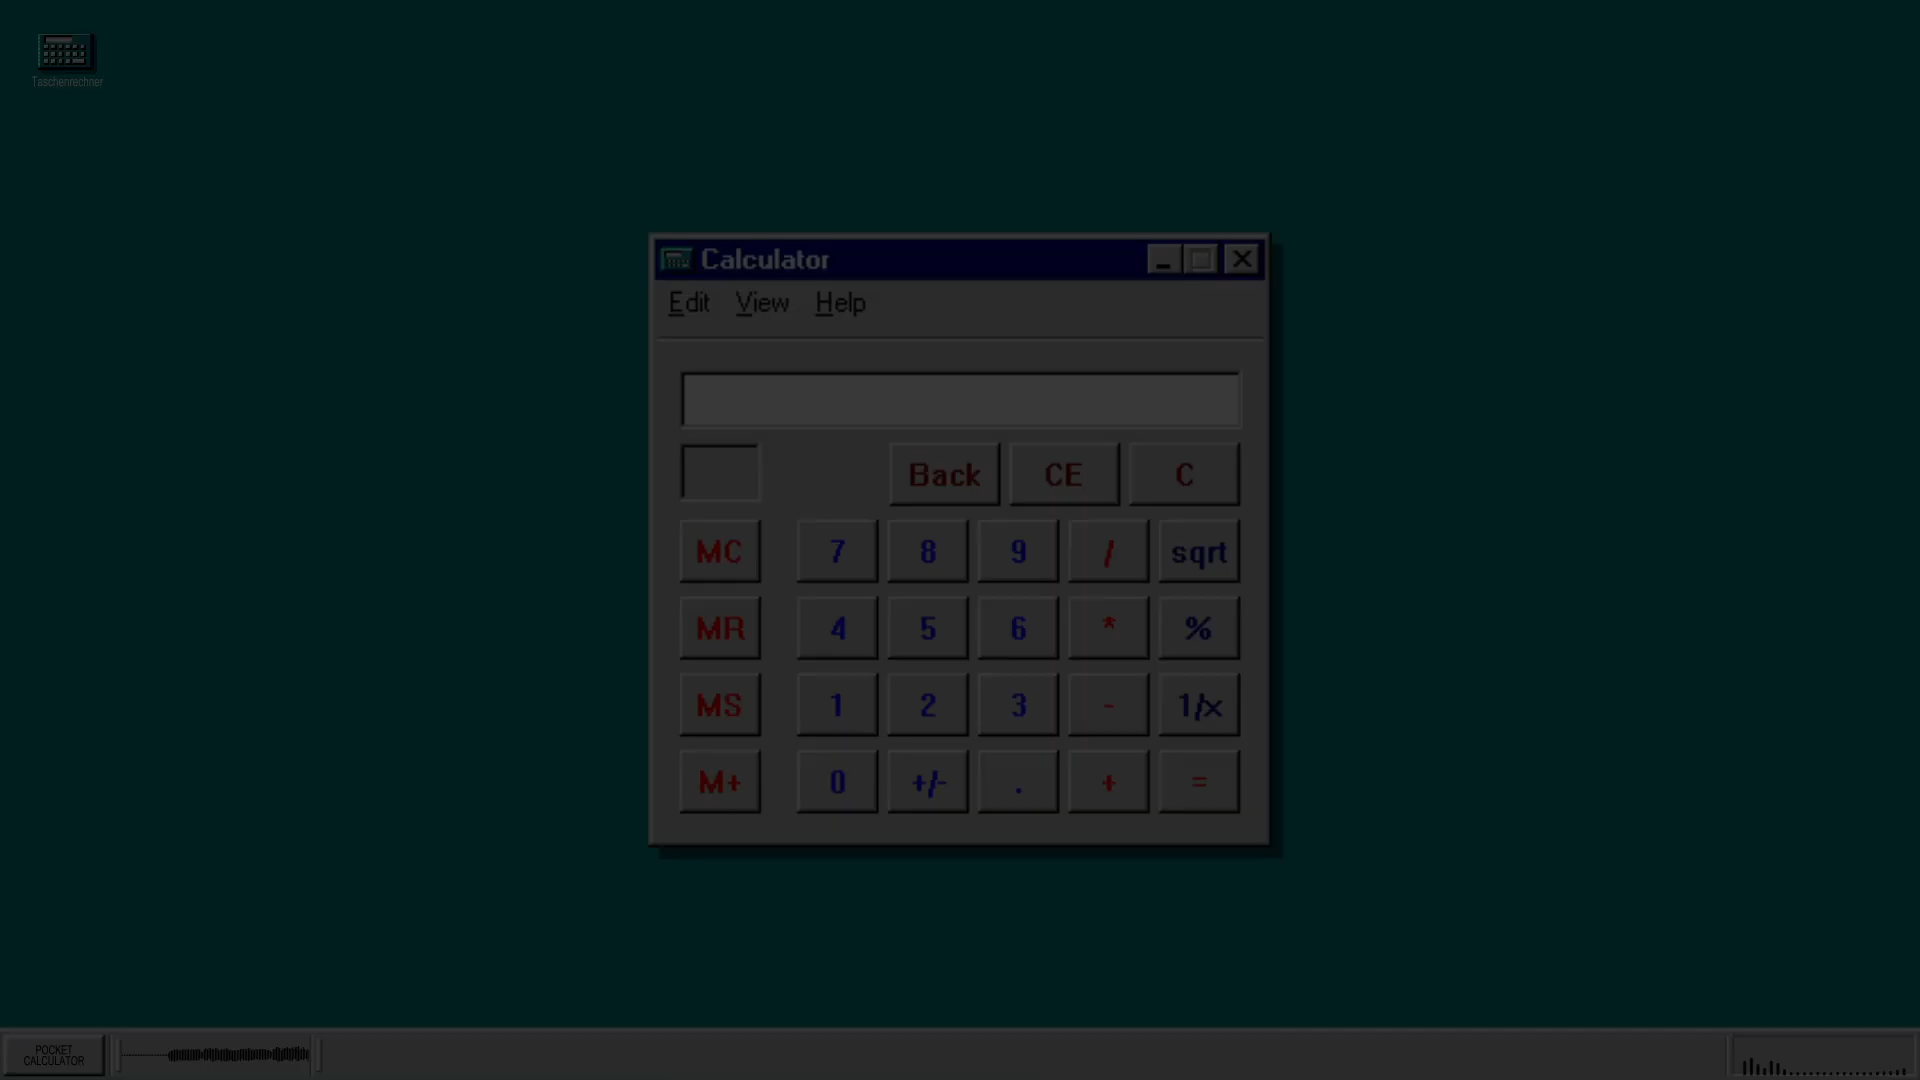 Taschenrechner
Calculator
Edit View Help
Back CE C
MC 7 8 9 / sqrt
MR 4 5 6 * %
MS 1 2 3 - 1/x
M+ 0 +/- . + =
POCKET
CALCULATOR